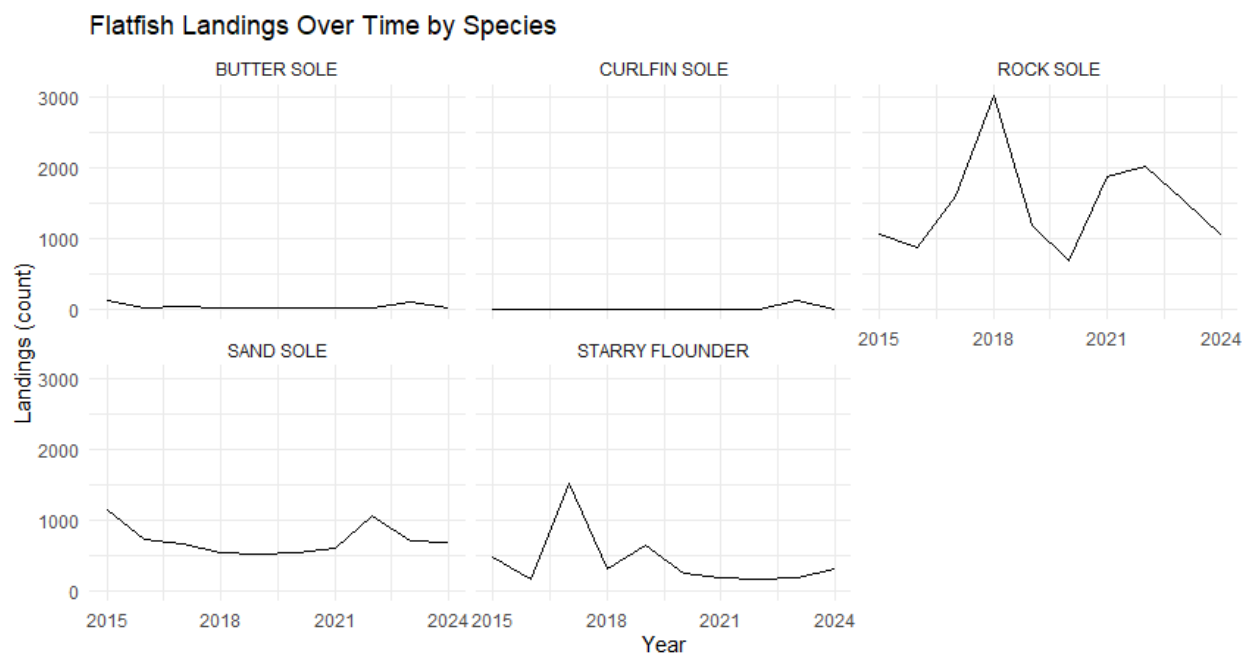 Flatfish Landings Over Time by Species
BUTTER SOLE
CURLFIN SOLE
ROCK SOLE
3000
2000
1000
0
2015
2018
2021
2024
SAND SOLE
STARRY FLOUNDER
3000
2000
1000
0
2015
2018
2021
2024
2015
2018
2021
2024
Landings (count)
Year